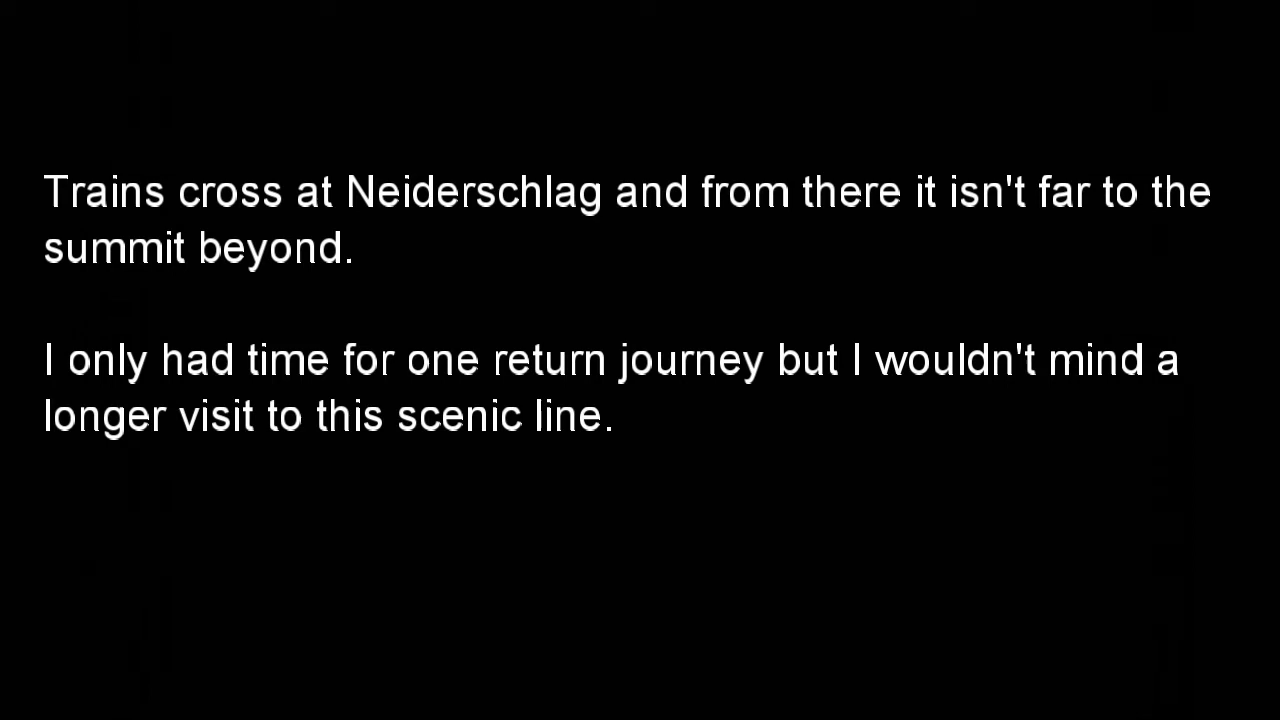 Trains cross at Neiderschlag and from there it isn't far to the
summit beyond.
I only had time for one return journey but I wouldn't mind a
longer visit to this scenic line.